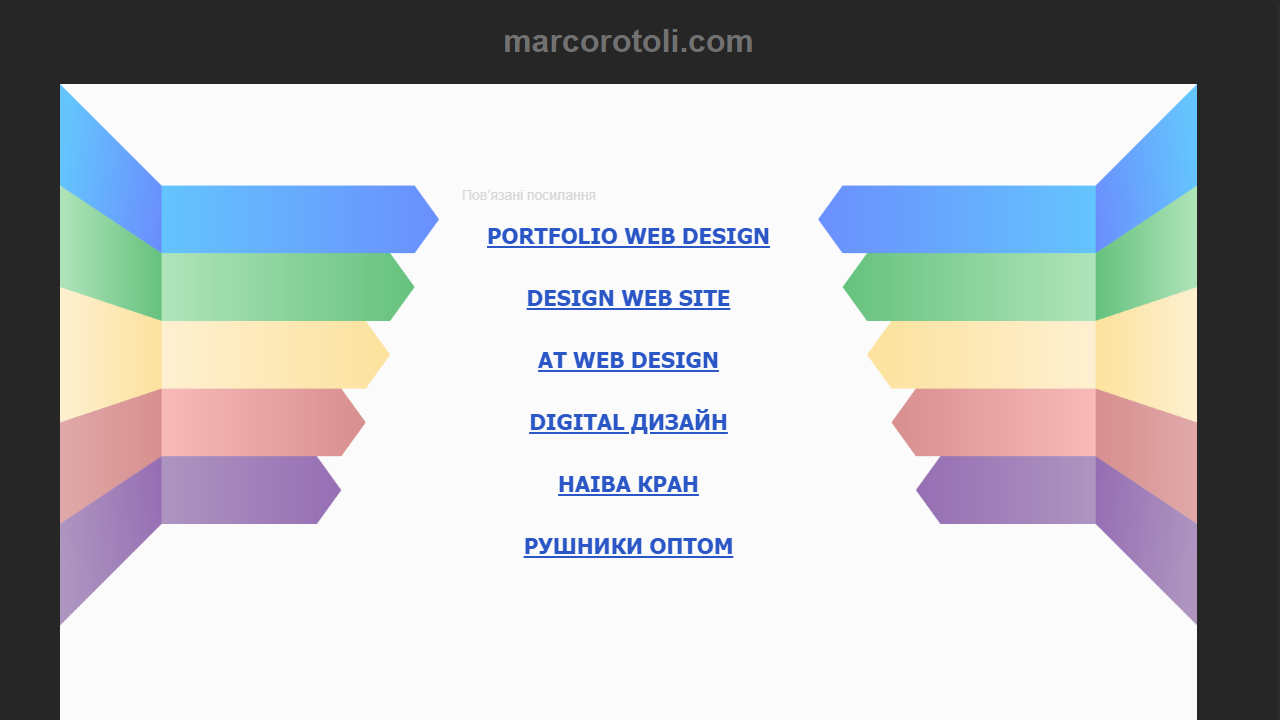 marcorotoli.com
Пов'язані посилання
PORTFOLIO WEB DESIGN
DESIGN WEB SITE
AT WEB DESIGN
DIGITAL ДИЗАЙН
HAIBA КРАН
РУШНИКИ ОПТОМ